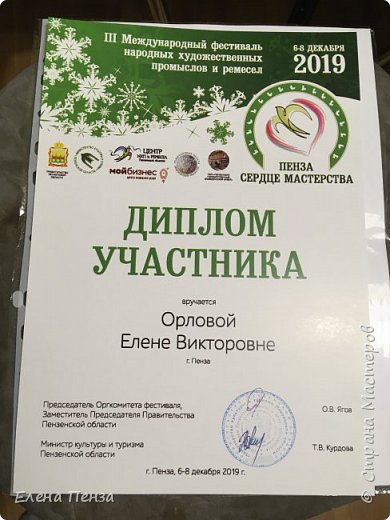 III Международный фестиваль
народных художественных
промыслов и ремесел
6-8 ДЕКАБРЯ
2019
ПЕНЗА
СЕРДЦЕ МАСТЕРСТВА
ЦЕНТР
МОЙБИЗНЕС
ДИПЛОМ
УЧАСТНИКА
вручается
Орловой
Елене Викторовне
г. Пенза
Председатель Оргкомитета фестиваля,
Заместитель Председателя Правительства
Пензенской области
О.В. Ягов
Министр культуры и туризма
Пензенской области
Т.В. Курдова
г. Пенза, 6-8 декабря 2019 г.
Елена Пенза
© Страна Мастеров